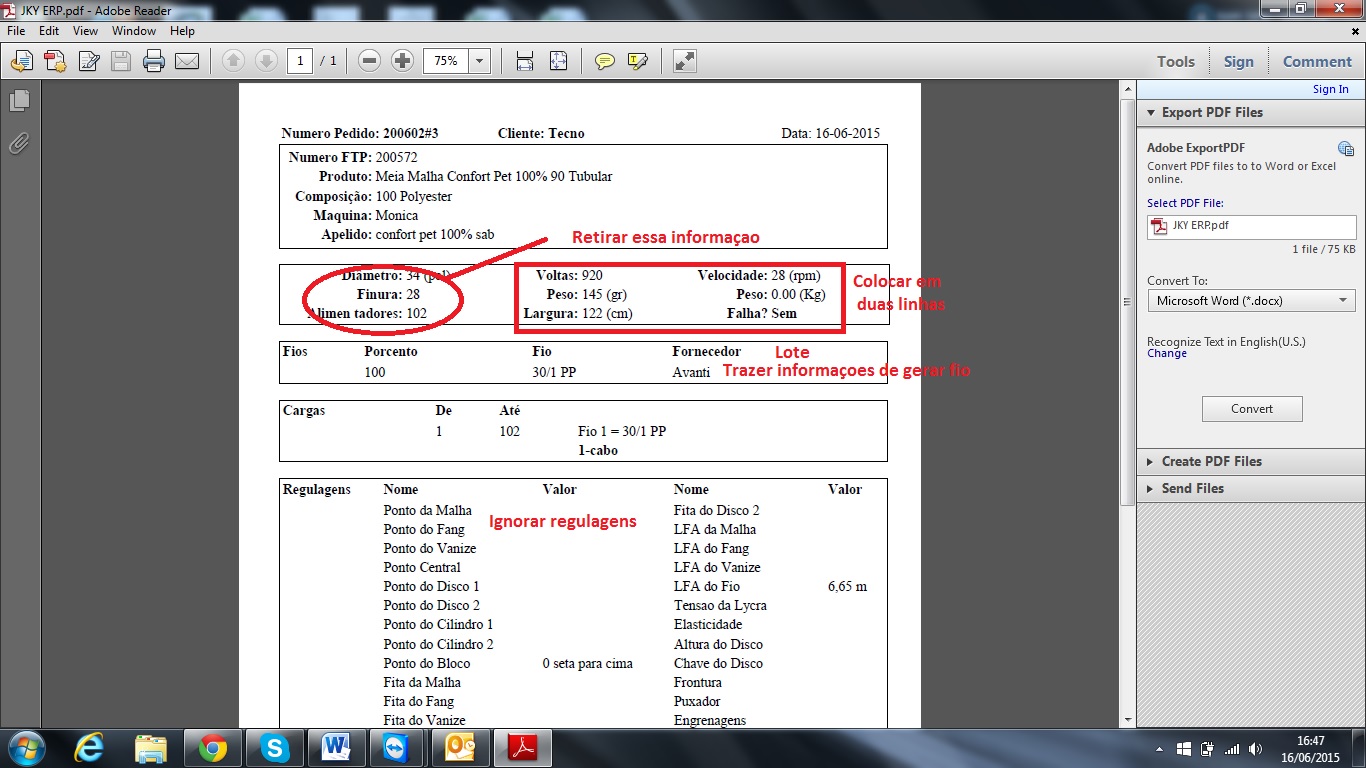 JKY ERP.pdf - Adobe Reader
File Edit View Window Help
1 / 1 75% Tools Sign Comment
Sign In
Export PDF Files
Adobe ExportPDF
Convert PDF files to to Word or Excel
online.
Select PDF File:
JKY ERP.pdf
1 file / 75 KB
Convert To:
Microsoft Word (*.docx)
Recognize Text in English(U.S.)
Change
Convert
Create PDF Files
Send Files
Numero Pedido: 200602#3 Cliente: Tecno Data: 16-06-2015
Numero FTP: 200572
Produto: Meia Malha Confort Pet 100% 90 Tubular
Composição: 100 Polyester
Maquina: Monica
Apelido: confort pet 100% sab
Retirar essa informaçao
Diametro: 34 (pol) Voltas: 920 Velocidade: 28 (rpm)
Finura: 28 Peso: 145 (gr) Peso: 0.00 (Kg)
Alimen tadores: 102 Largura: 122 (cm) Falha? Sem
Colocar em
duas linhas
Fios Porcento Fio Fornecedor Lote
100 30/1 PP Avanti Trazer informaçoes de gerar fio
Cargas De Até
1 102 Fio 1 = 30/1 PP
1-cabo
Regulagens Nome Valor Nome Valor
Ponto da Malha Fita do Disco 2
Ignorar regulagens
Ponto do Fang LFA da Malha
Ponto do Vanize LFA do Fang
Ponto Central LFA do Vanize
Ponto do Disco 1 LFA do Fio 6,65 m
Ponto do Disco 2 Tensao da Lycra
Ponto do Cilindro 1 Elasticidade
Ponto do Cilindro 2 Altura do Disco
Ponto do Bloco 0 seta para cima Chave do Disco
Fita da Malha Frontura
Fita do Fang Puxador
Fita do Vanize Engrenagens
16:47
16/06/2015